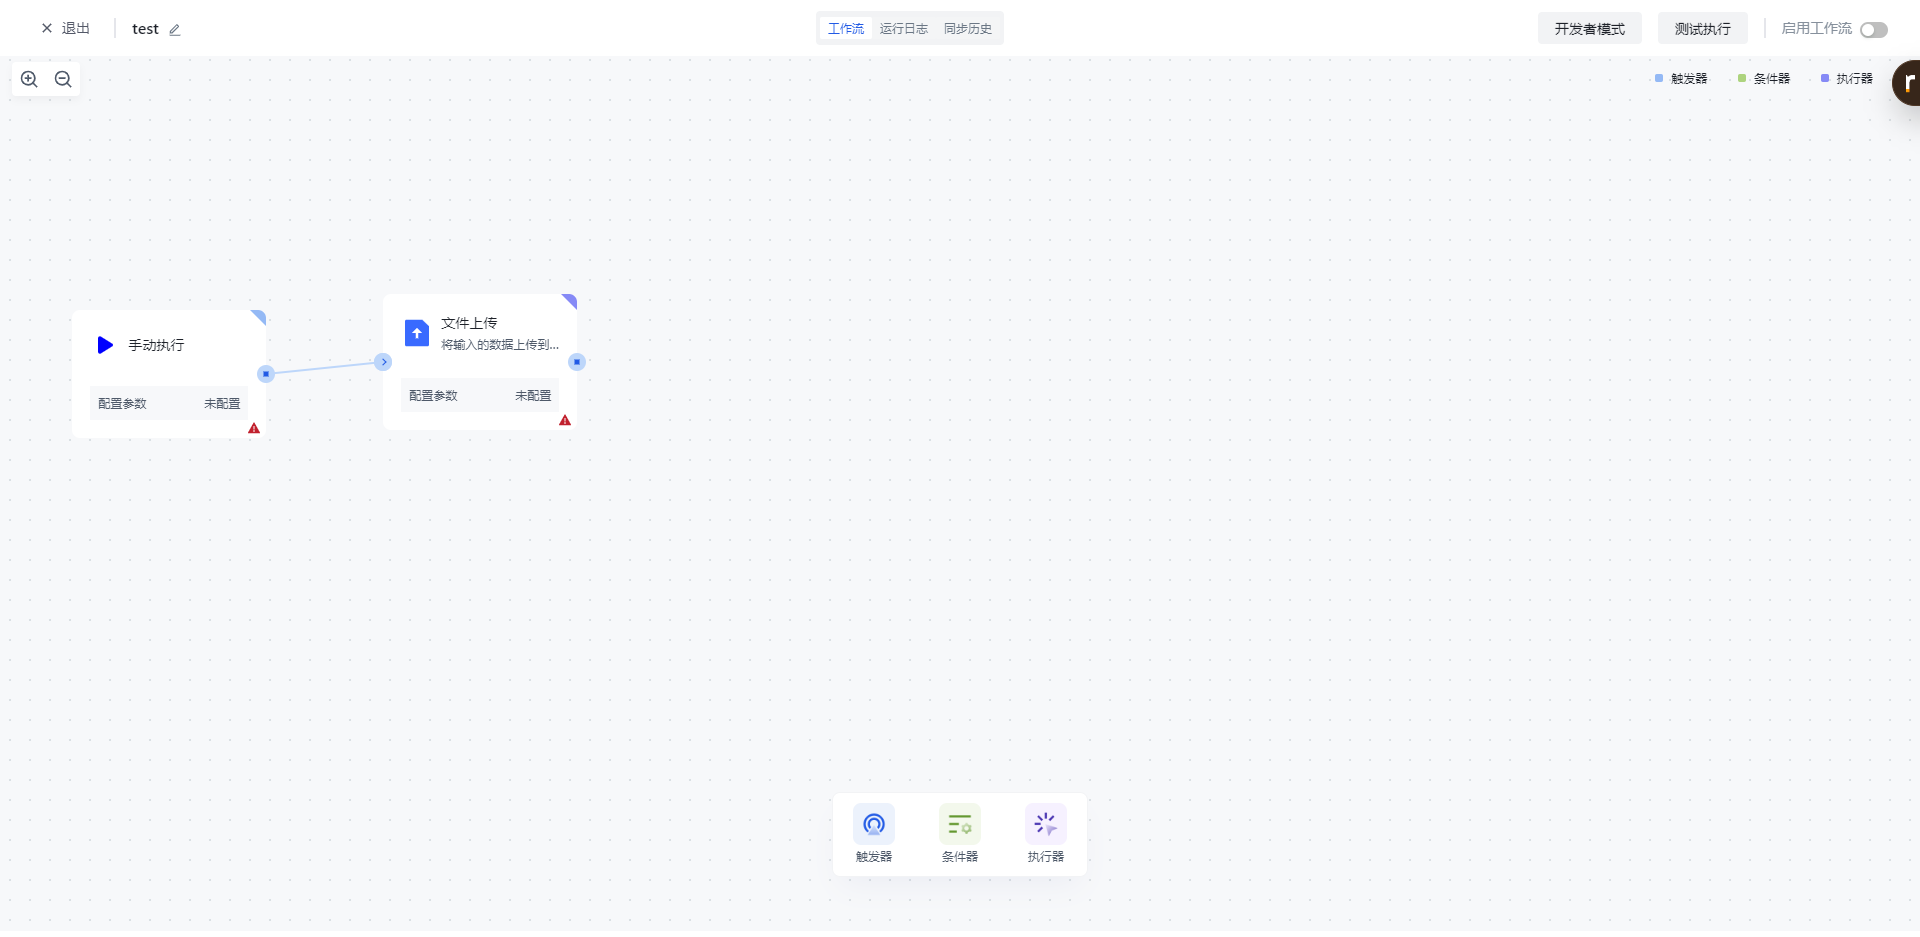 退出
test
工作流 运行日志 同步历史
开发者模式
测试执行
启用工作流
触发器 条件器 执行器
r
手动执行
配置参数 未配置
文件上传
将输入的数据上传到...
配置参数 未配置
触发器 条件器 执行器